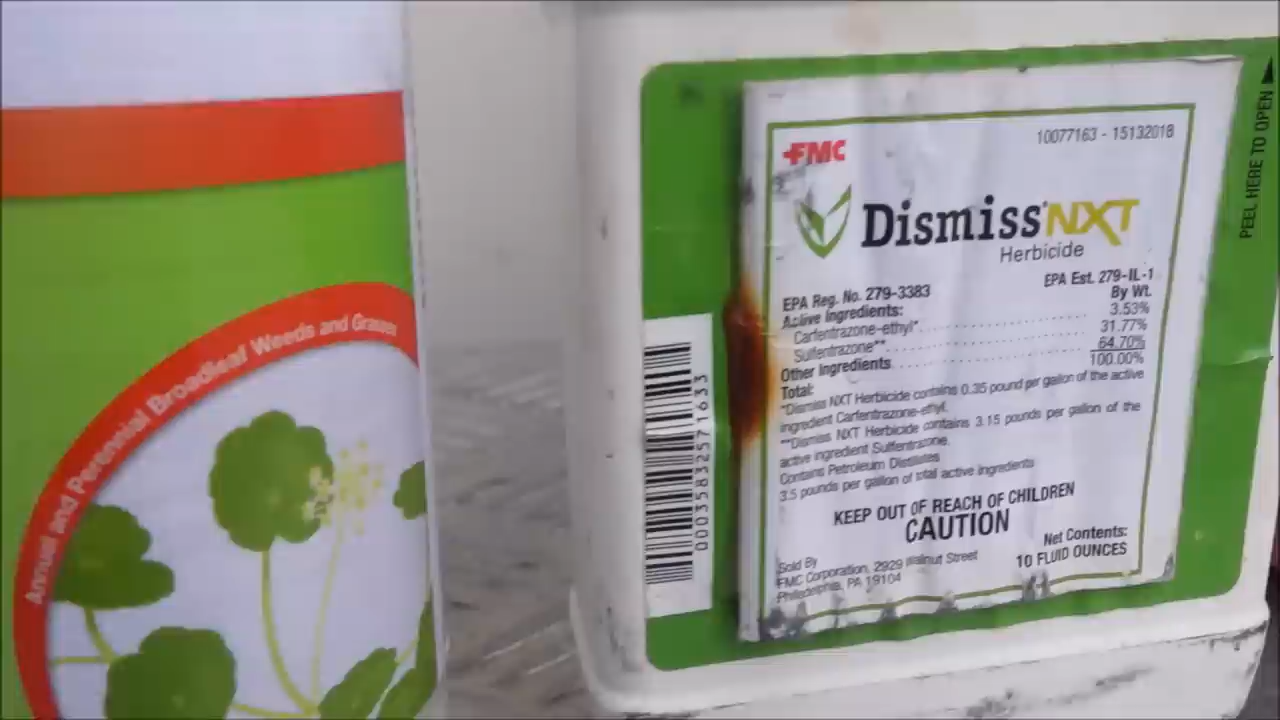 Annual and Perennial Broadleaf Weeds and Grasses
FMC
10077163 - 15132018
Dismiss® NXT
Herbicide
EPA Reg. No. 279-3383
EPA Est. 279-IL-1
Active Ingredients:
By Wt.
Carfentrazone-ethyl*
3.53%
Sulfentrazone**
31.77%
Other Ingredients
64.70%
Total:
100.00%
*Dismiss NXT Herbicide contains 0.35 pound per gallon of the active
ingredient Carfentrazone-ethyl.
**Dismiss NXT Herbicide contains 3.15 pounds per gallon of the
active ingredient Sulfentrazone.
Contains Petroleum Distillates
3.5 pounds per gallon of total active ingredients
KEEP OUT OF REACH OF CHILDREN
CAUTION
Net Contents:
10 FLUID OUNCES
Sold By
FMC Corporation, 2929 Walnut Street
Philadelphia, PA 19104
PEEL HERE TO OPEN
000358325 71633